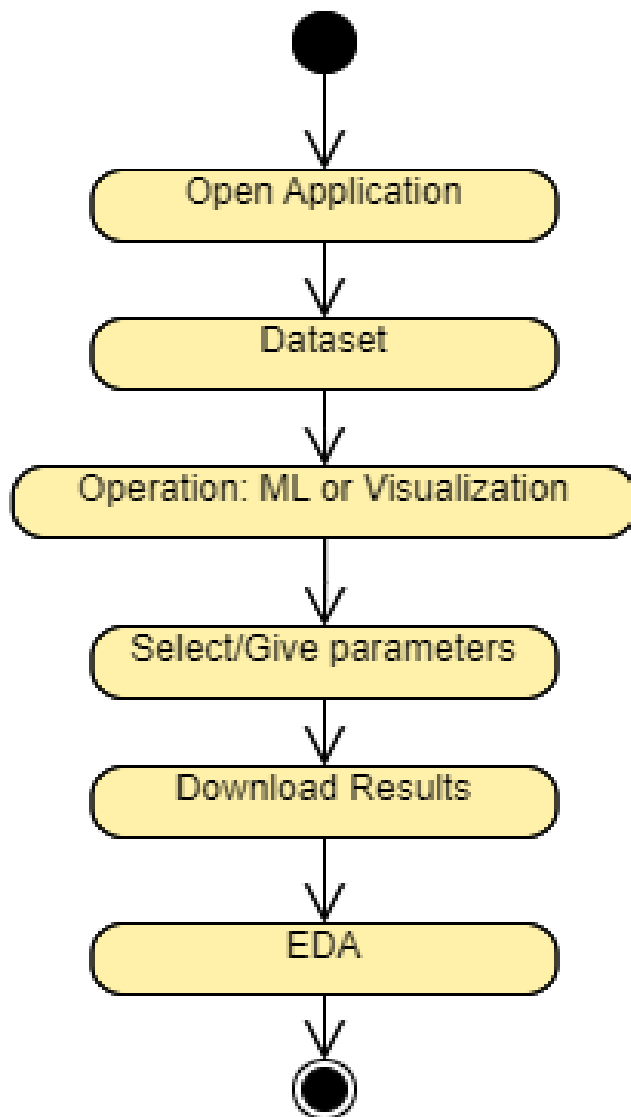 Open Application
Dataset
Operation: ML or Visualization
Select/Give parameters
Download Results
EDA